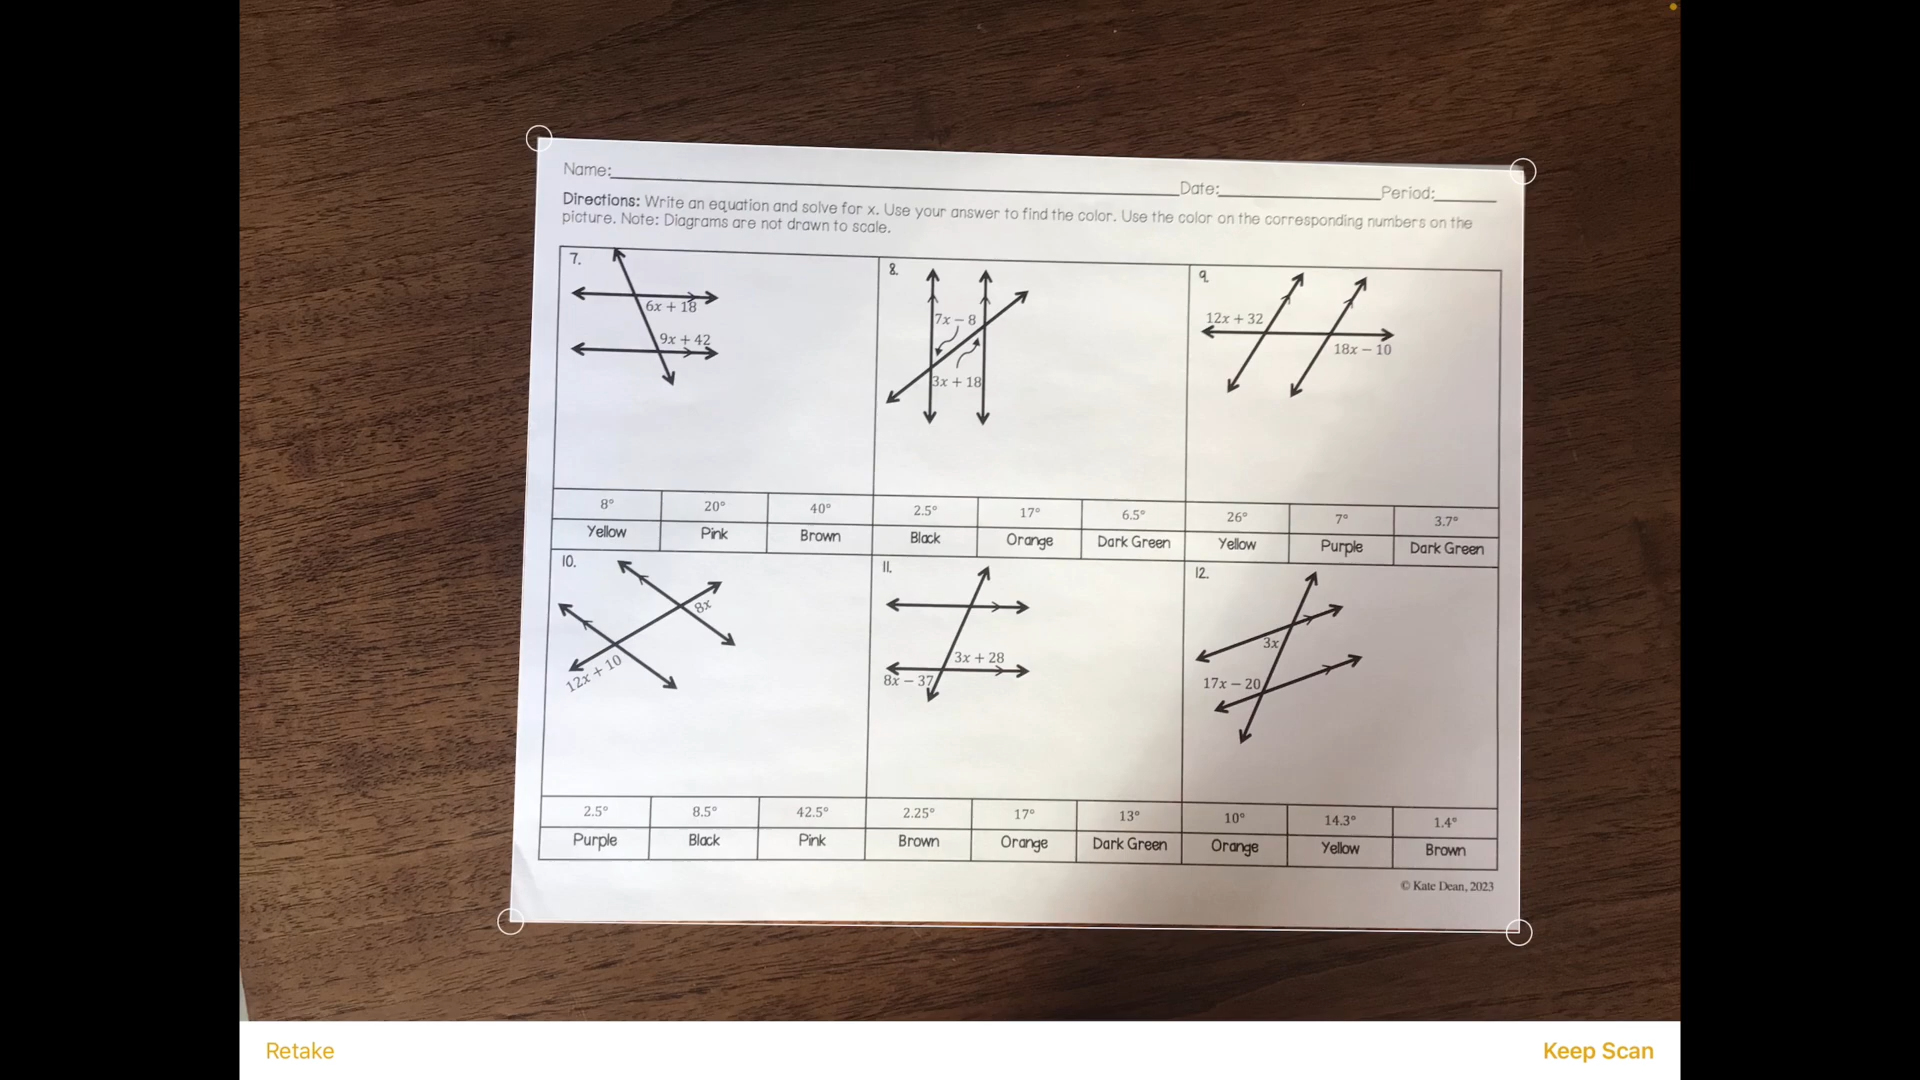 Name: Date: Period:
Directions: Write an equation and solve for x. Use your answer to find the color. Use the color on the corresponding numbers on the
picture. Note: Diagrams are not drawn to scale.
7.
6x + 18
9x + 42
8.
7x − 8
3x + 18
9.
12x + 32
18x − 10
8° 20° 40° 2.5° 17° 6.5° 26° 7° 3.7°
Yellow Pink Brown Black Orange Dark Green Yellow Purple Dark Green
10.
8x
12x + 10
11.
3x + 28
8x − 37
12.
3x
17x − 20
2.5° 8.5° 42.5° 2.25° 17° 13° 10° 14.3° 1.4°
Purple Black Pink Brown Orange Dark Green Orange Yellow Brown
© Kate Dean, 2023
Retake Keep Scan